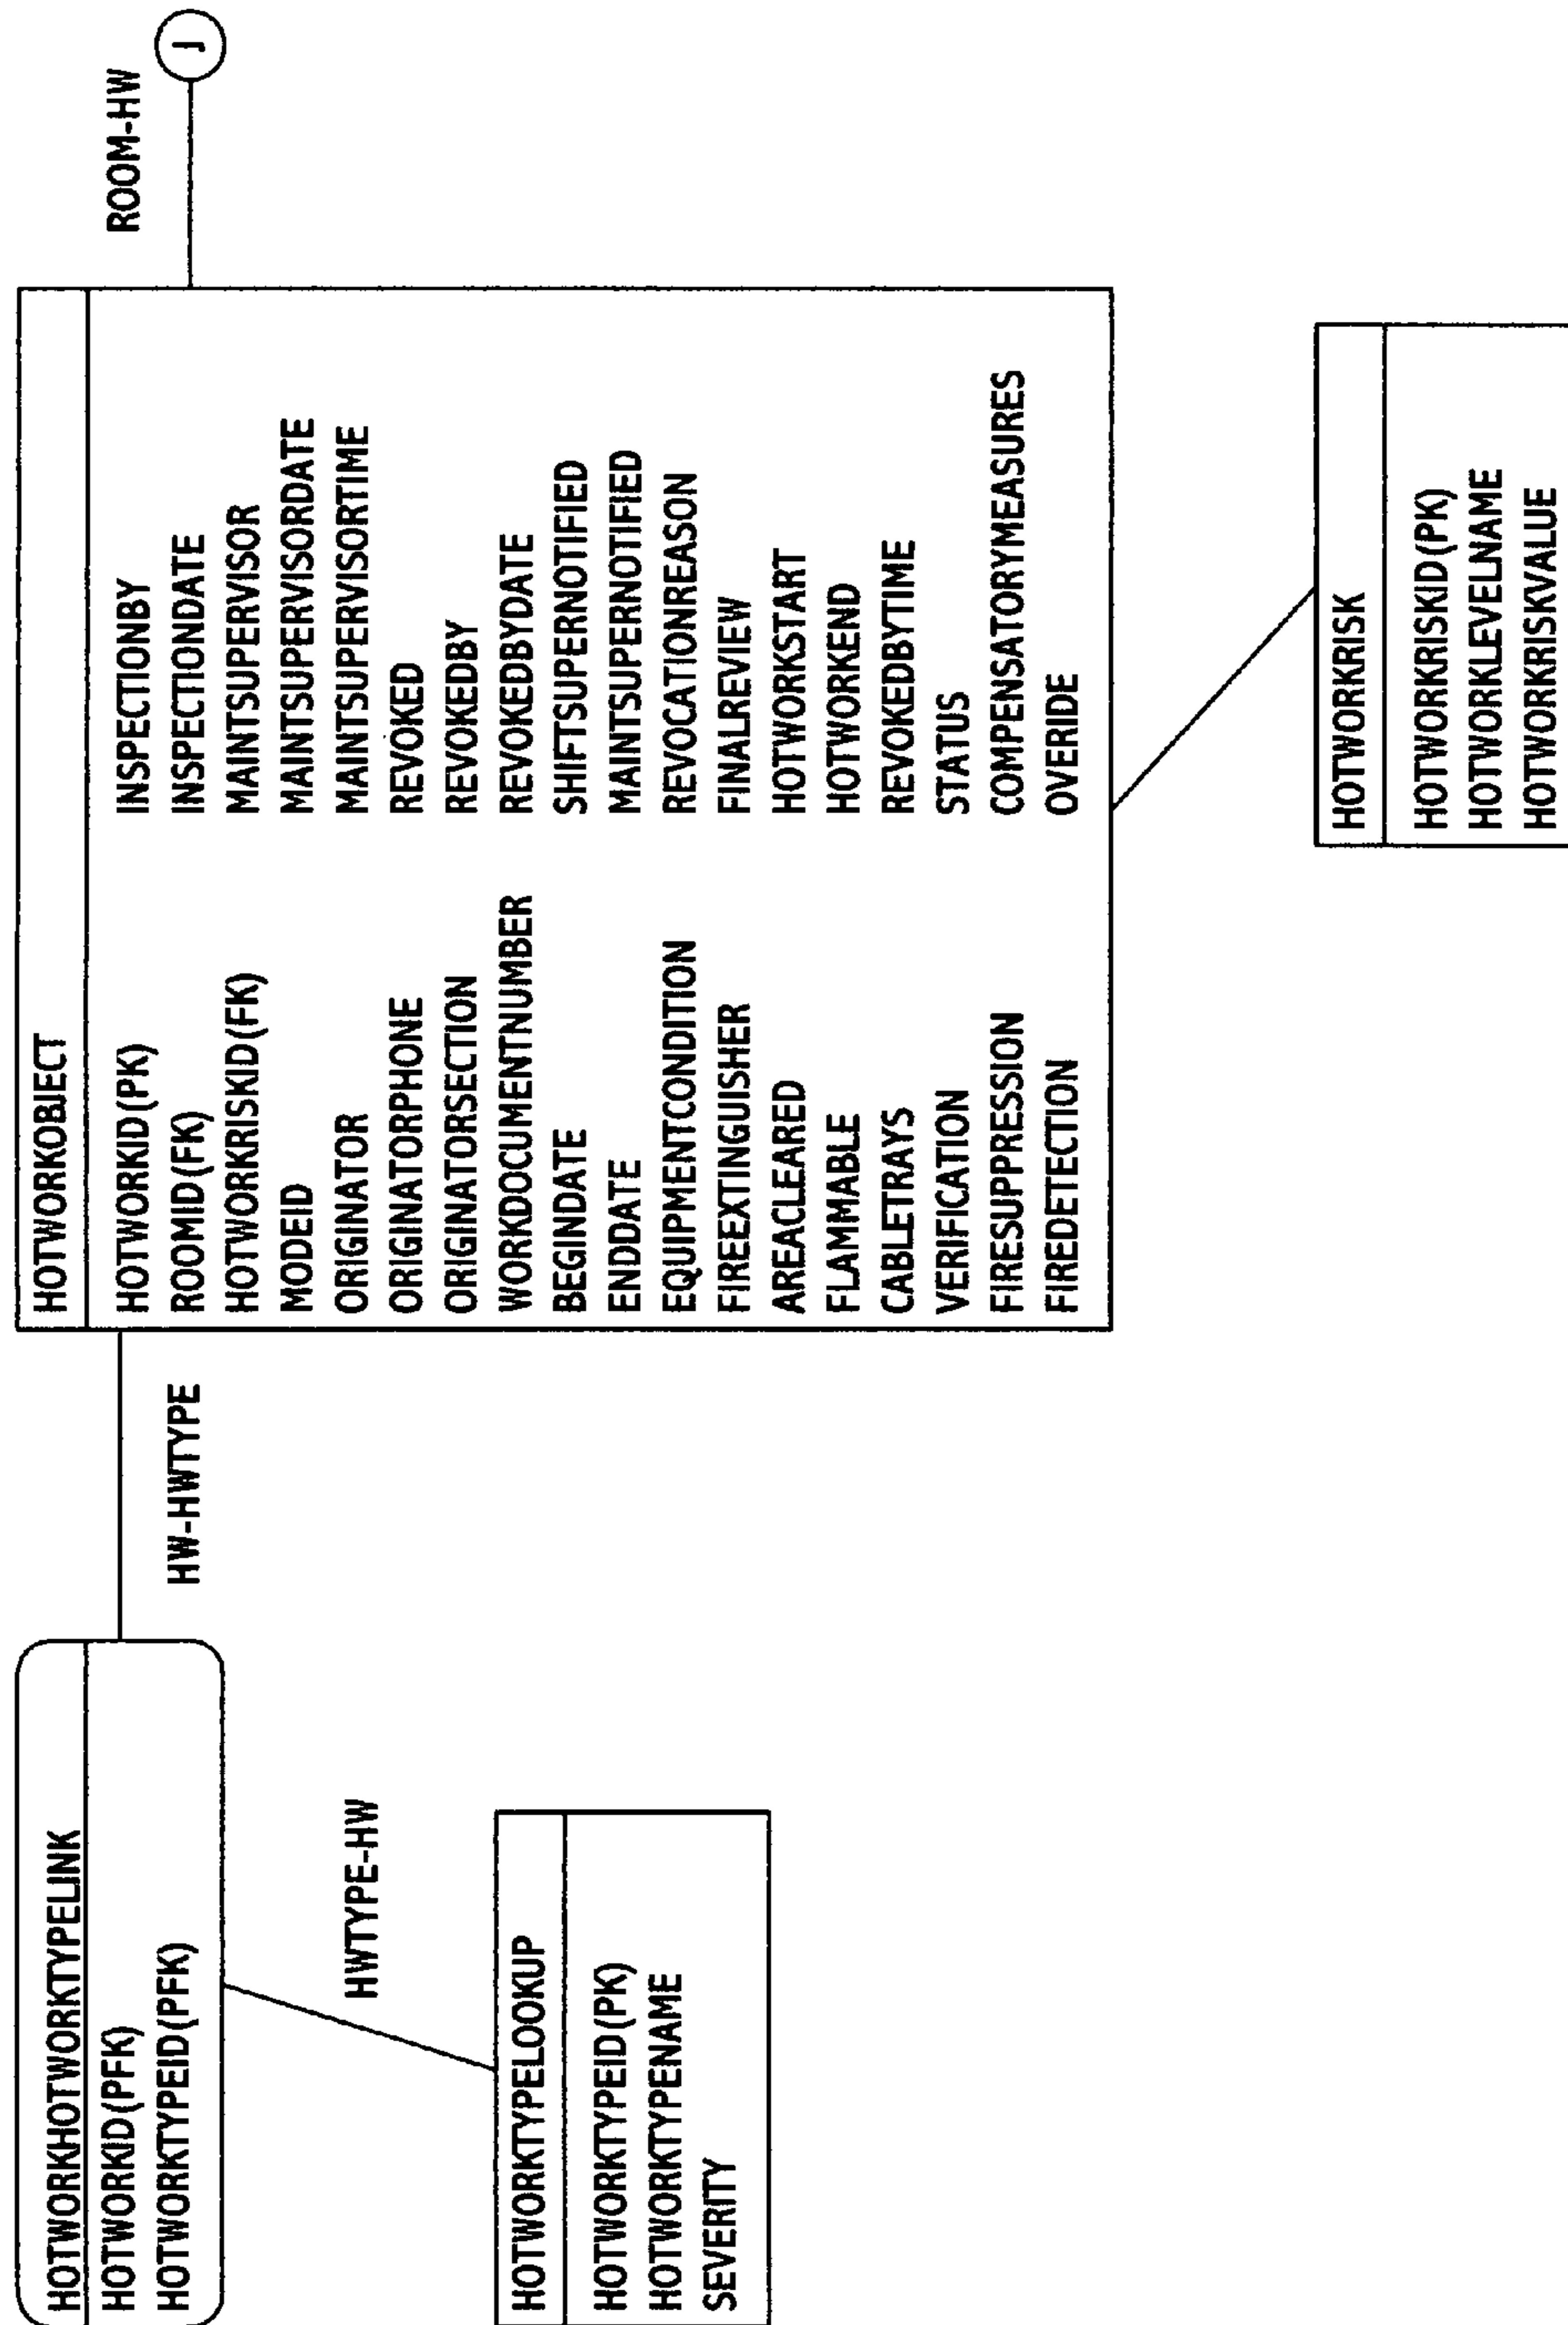 HOTWORKHOTWORKTYPELINK
HOTWORKID(PFK)
HOTWORKTYPEID(PFK)
HW-HWTYPE
HWTYPE-HW
HOTWORKTYPELOOKUP
HOTWORKTYPEID(PK)
HOTWORKTYPENAME
SEVERITY
HOTWORKOBJECT
HOTWORKID(PK)
ROOMID(FK)
HOTWORKRISKID(FK)
MODEID
ORIGINATOR
ORIGINATORPHONE
ORIGINATORSECTION
WORKDOCUMENTNUMBER
BEGINDATE
ENDDATE
EQUIPMENTCONDITION
FIREEXTINGUISHER
AREACLEARED
FLAMMABLE
CABLETRAYS
VERIFICATION
FIRESUPPRESSION
FIREDETECTION
INSPECTIONBY
INSPECTIONDATE
MAINTSUPERVISOR
MAINTSUPERVISORDATE
MAINTSUPERVISORTIME
REVOKED
REVOKEDBY
REVOKEDBYDATE
SHIFTSUPERNOTIFIED
MAINTSUPERNOTIFIED
REVOCATIONREASON
FINALREVIEW
HOTWORKSTART
HOTWORKEND
REVOKEDBYTIME
STATUS
COMPENSATORYMEASURES
OVERIDE
ROOM-HW
J
HOTWORKRISK
HOTWORKRISKID(PK)
HOTWORKLEVELNAME
HOTWORKRISKVALUE